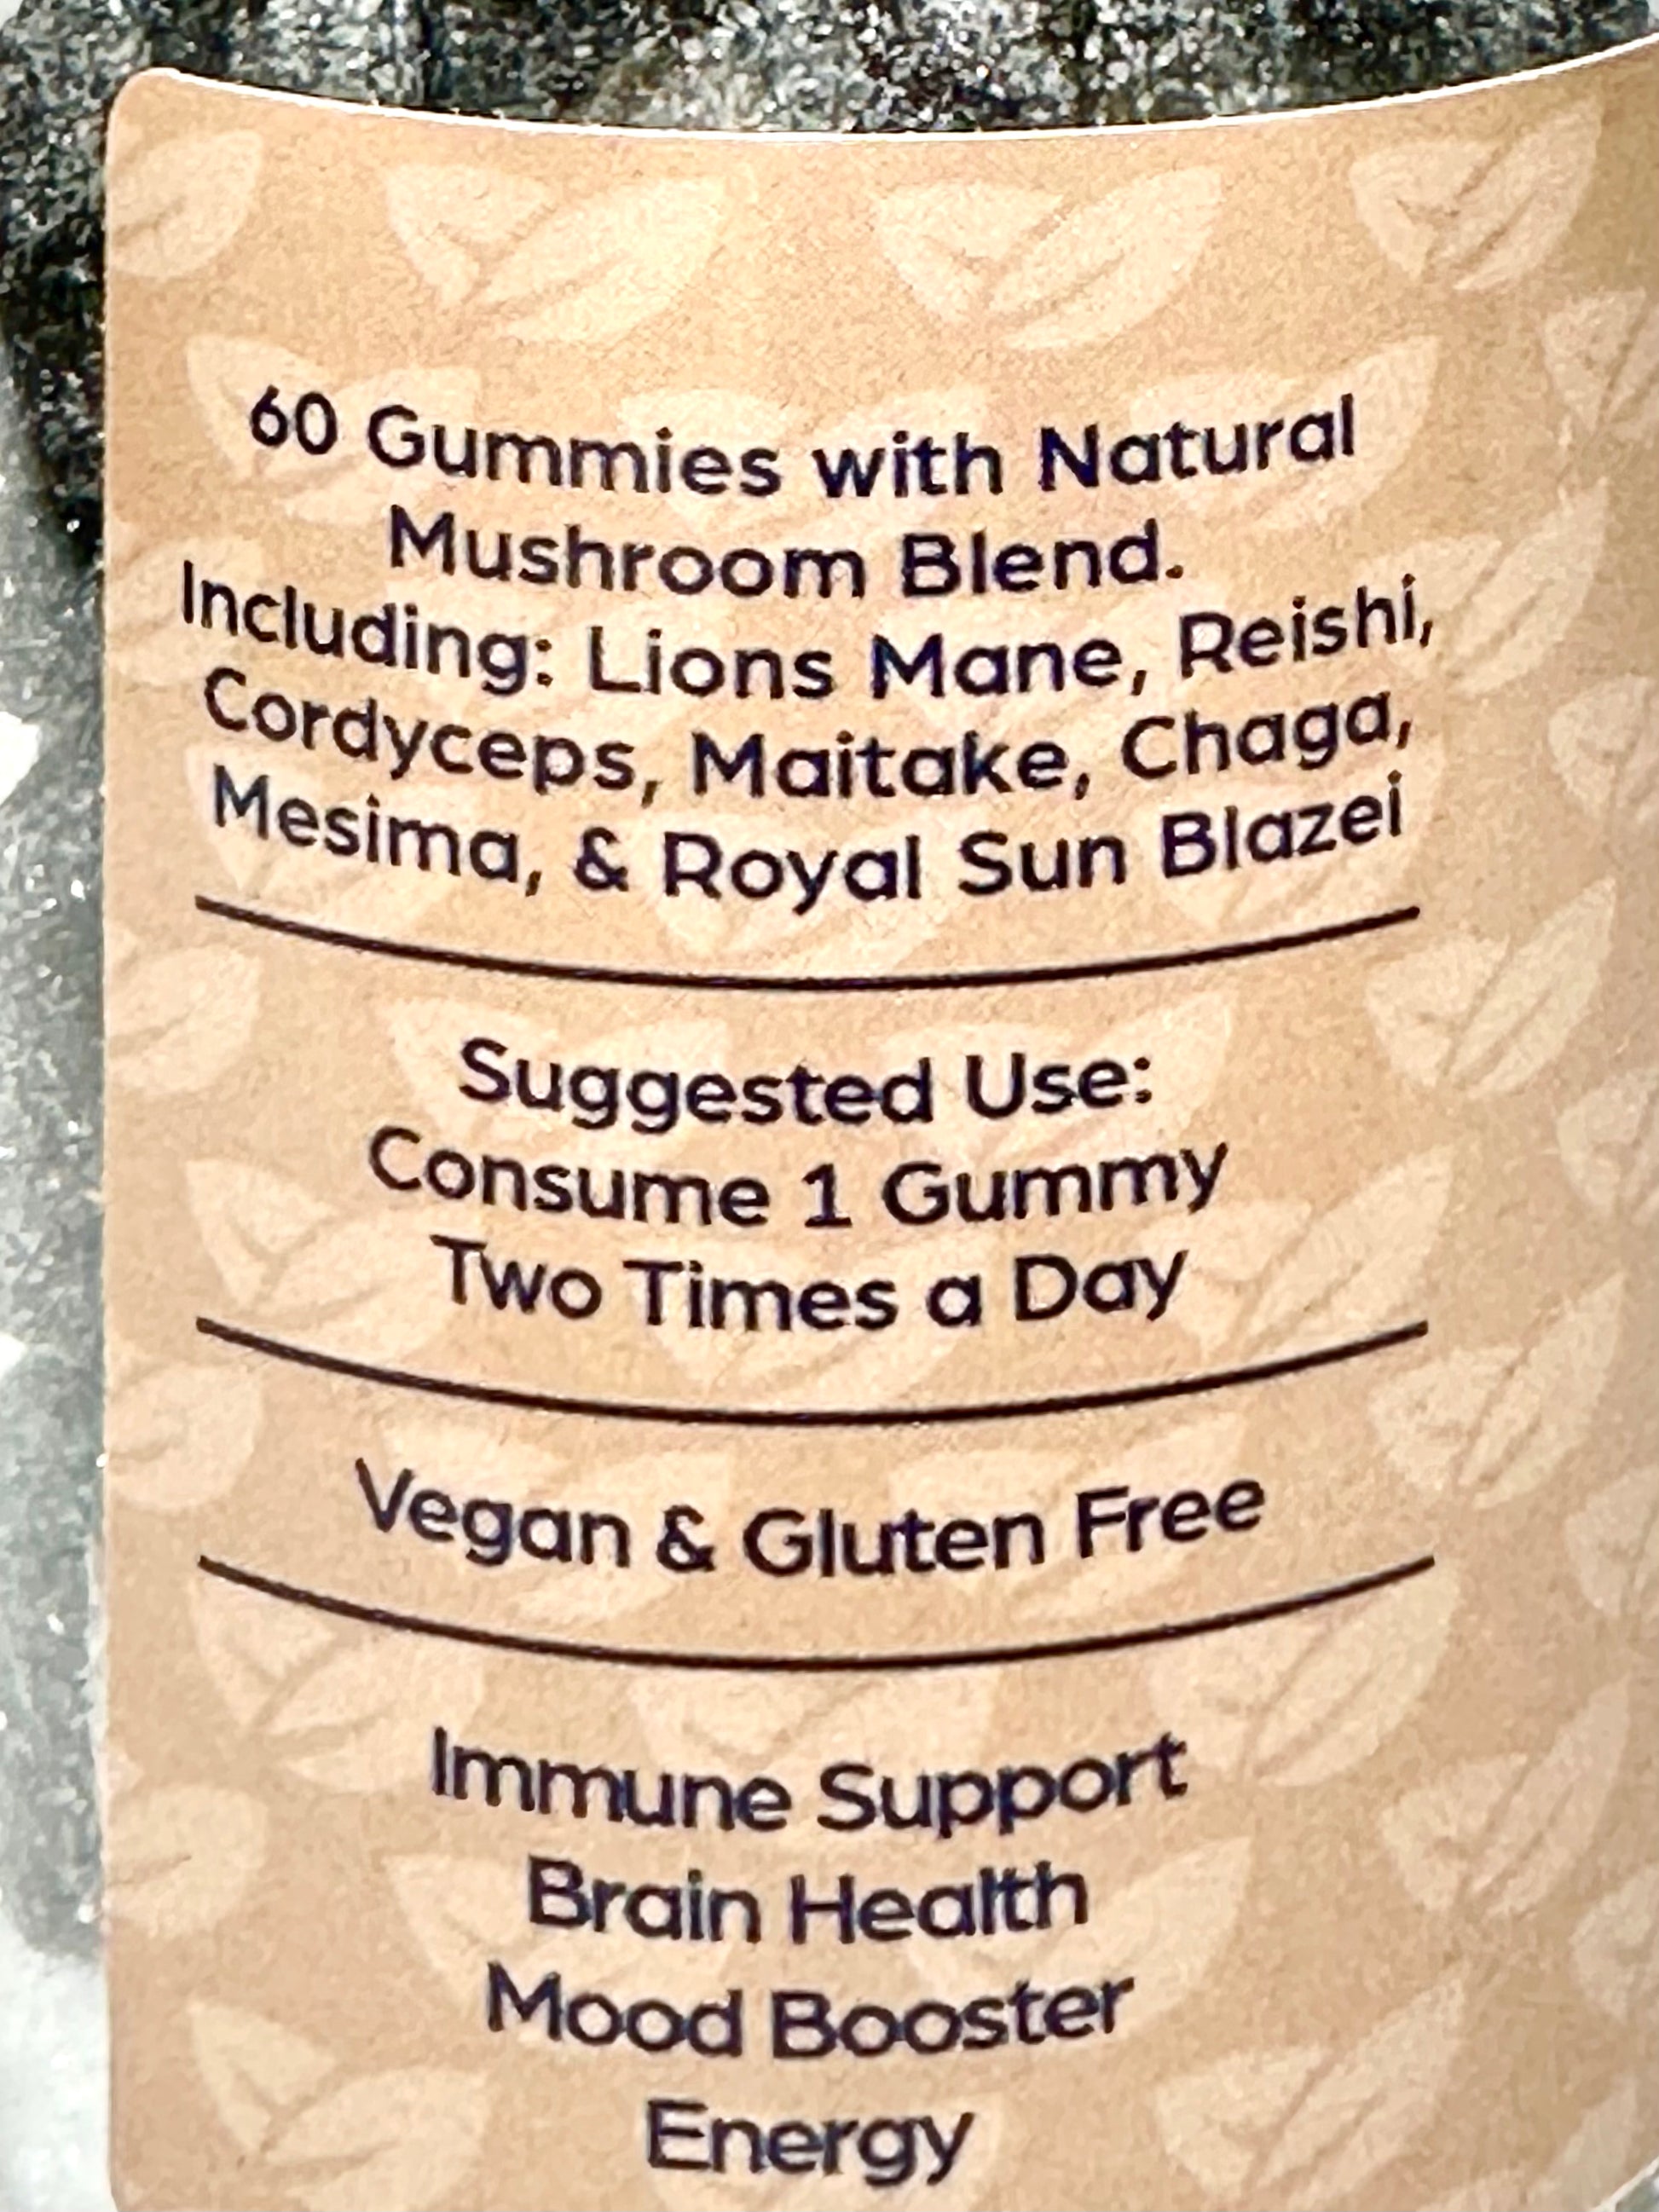 60 Gummies with Natural
Mushroom Blend.
Including: Lions Mane, Reishi,
Cordyceps, Maitake, Chaga,
Mesima, & Royal Sun Blazei
Suggested Use:
Consume 1 Gummy
Two Times a Day
Vegan & Gluten Free
Immune Support
Brain Health
Mood Booster
Energy